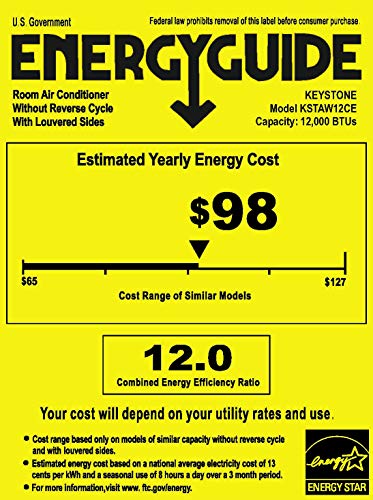 U.S. Government
Federal law prohibits removal of this label before consumer purchase.
ENERGYGUIDE
Room Air Conditioner
Without Reverse Cycle
With Louvered Sides
KEYSTONE
Model KSTAW12CE
Capacity: 12,000 BTUs
Estimated Yearly Energy Cost
$98
$65
$127
Cost Range of Similar Models
12.0
Combined Energy Efficiency Ratio
Your cost will depend on your utility rates and use.
● Cost range based only on models of similar capacity without reverse cycle
and with louvered sides.
● Estimated energy cost based on a national average electricity cost of 13
cents per kWh and a seasonal use of 8 hours a day over a 3 month period.
● For more information,visit www. ftc.gov/energy.
energy
ENERGY STAR